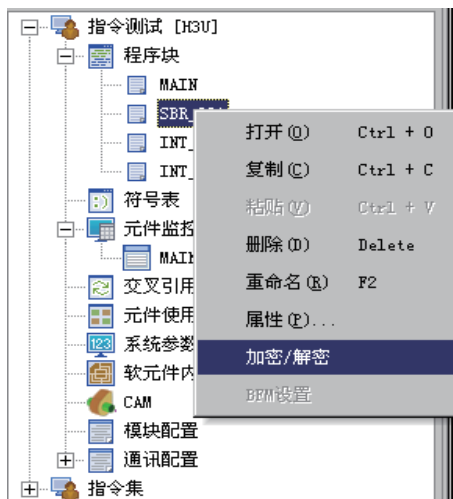 指令测试 [H3U]
程序块
MAIN
SBR_
INT_
INT_
符号表
元件监控
MAIN
交叉引用
元件使用
系统参数
软元件内
CAM
模块配置
通讯配置
指令集
打开(O) Ctrl + O
复制(C) Ctrl + C
粘贴(V) Ctrl + V
删除(D) Delete
重命名(R) F2
属性(P)...
加密/解密
BFM设置